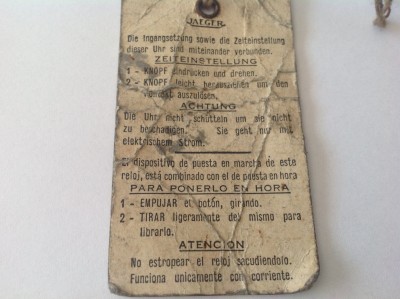 JAEGER
Die Ingangsetzung sowie die Zeiteinstellung
dieser Uhr sind miteinander verbunden.
ZEITEINSTELLUNG
1 - KNOPF eindrücken und drehen.
2 - KNOPF leicht herausziehen um den
Kontakt auszulösen.
ACHTUNG
Die Uhr nicht schütteln um sie nicht
zu beschadigen. Sie geht nur mit
elektrischem Strom.
El dispositivo de puesta en marcha de este
reloj, está combinado con el de puesta en hora
PARA PONERLO EN HORA
1 - EMPUJAR el botón, girando.
2 - TIRAR ligeramente del mismo para
librarlo.
ATENCION
No estropear el reloj sacudiendolo.
Funciona unicamente con corriente.